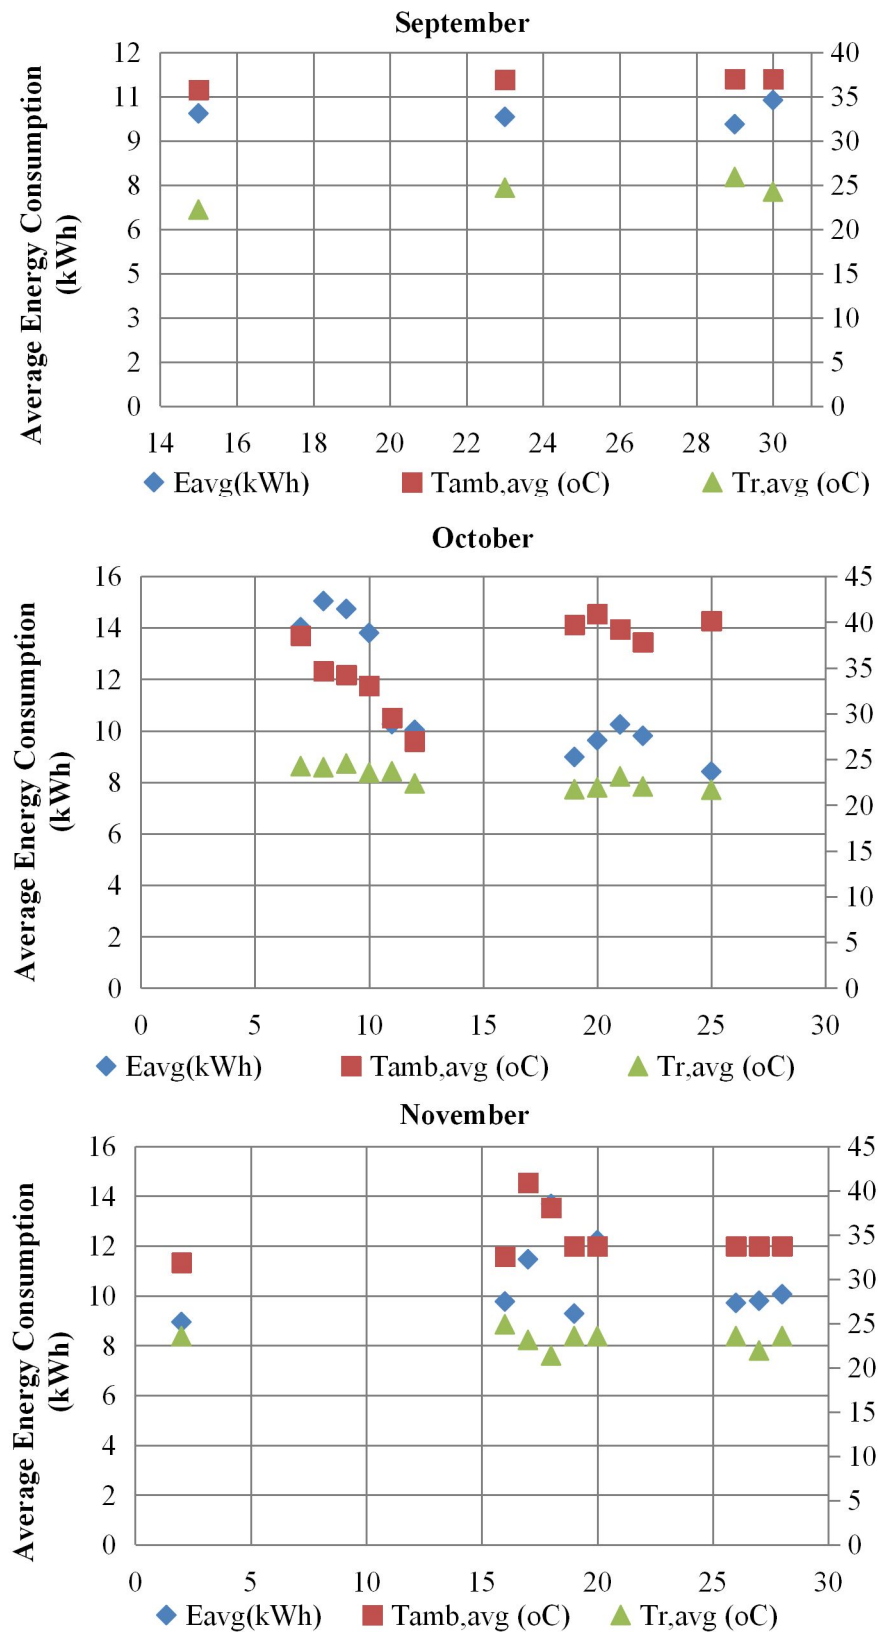 September
Average Energy Consumption
(kWh)
12 40
11 35
9 30
8 25
6 20
5 15
3 10
2 5
0 0
14 16 18 20 22 24 26 28 30
Eavg(kWh) Tamb,avg (oC) Tr,avg (oC)
October
Average Energy Consumption
(kWh)
16 45
14 40
12 35
10 30
8 25
6 20
4 15
2 10
0 5
0
0 5 10 15 20 25 30
Eavg(kWh) Tamb,avg (oC) Tr,avg (oC)
November
Average Energy Consumption
(kWh)
16 45
14 40
12 35
10 30
8 25
6 20
4 15
2 10
0 5
0
0 5 10 15 20 25 30
Eavg(kWh) Tamb,avg (oC) Tr,avg (oC)